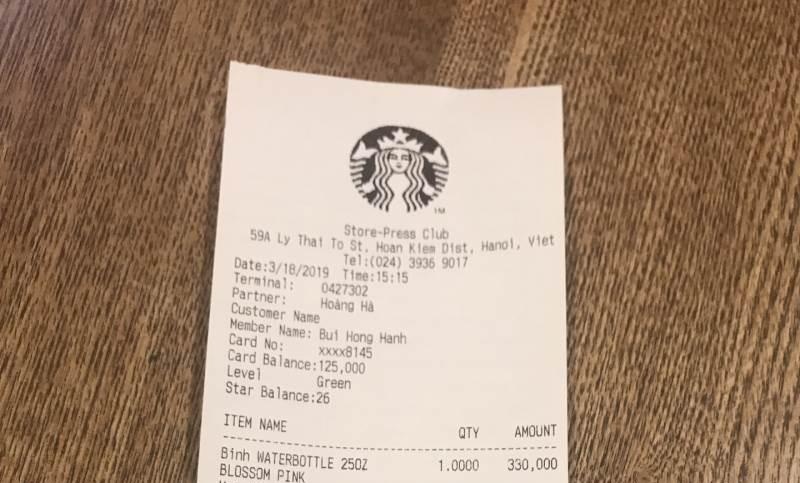 TM
Store-Press Club
59A Ly Thai To St, Hoan Kiem Dist, Hanoi, Viet
Tel:(024) 3936 9017
Date:3/18/2019 Time:15:15
Terminal: 0427302
Partner: Hoàng Hà
Customer Name
Member Name: Bui Hong Hanh
Card No: xxxx8145
Card Balance:125,000
Level Green
Star Balance:26
ITEM NAME QTY AMOUNT
Bình WATERBOTTLE 25OZ 1.0000 330,000
BLOSSOM PINK